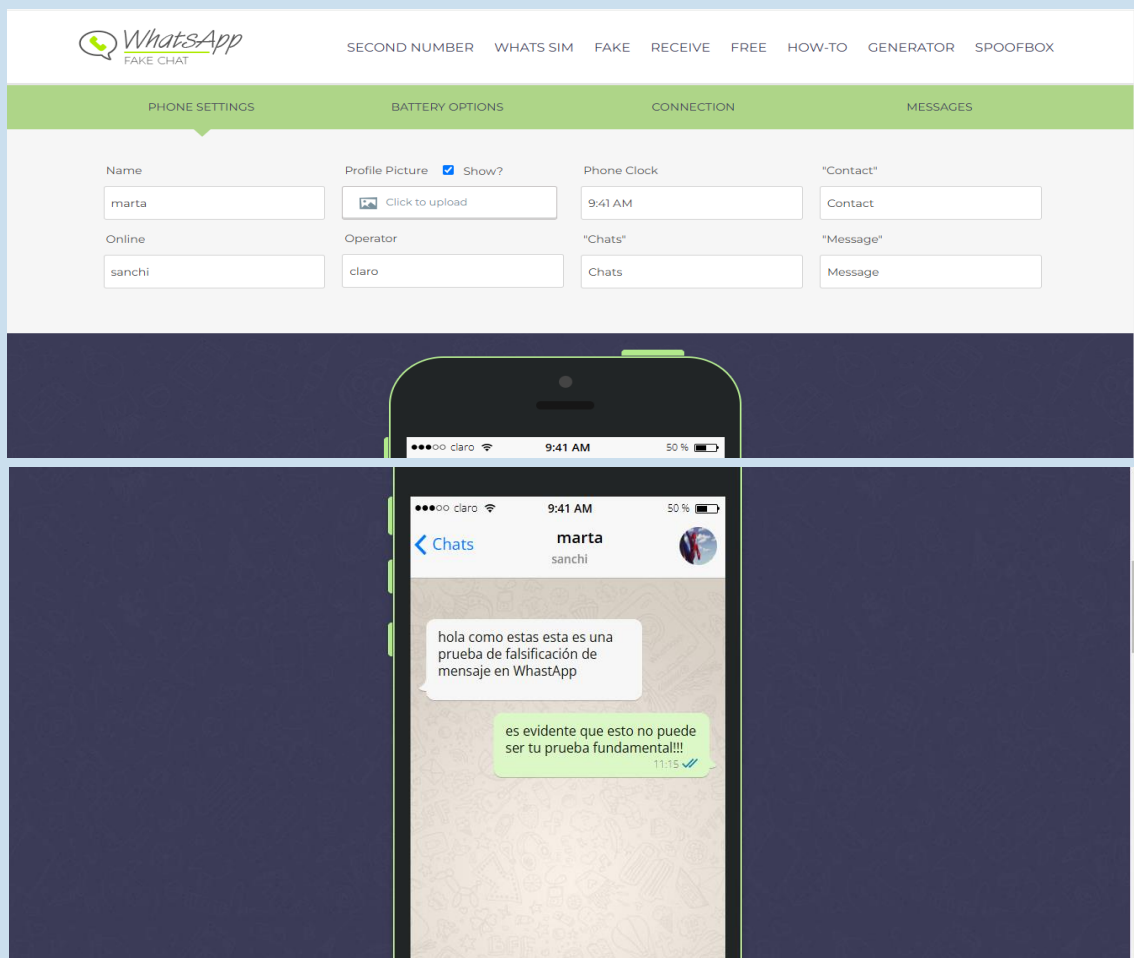 WhatsApp
FAKE CHAT
SECOND NUMBER WHATS SIM FAKE RECEIVE FREE HOW-TO GENERATOR SPOOFBOX
PHONE SETTINGS BATTERY OPTIONS CONNECTION MESSAGES
Name Profile Picture Show? Phone Clock "Contact"
marta Click to upload 9:41 AM Contact
Online Operator "Chats" "Message"
sanchi claro Chats Message
claro 9:41 AM 50 %
claro 9:41 AM 50 %
Chats marta
sanchi
hola como estas esta es una
prueba de falsificación de
mensaje en WhastApp
es evidente que esto no puede
ser tu prueba fundamental!!!
11:15